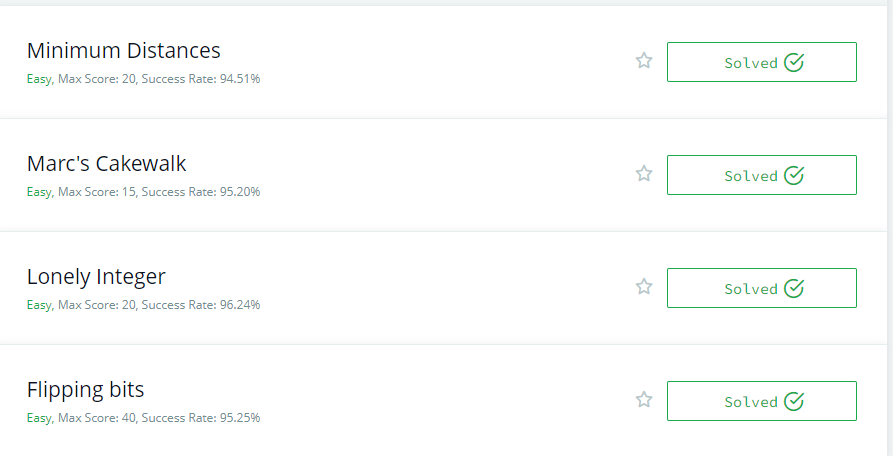 Minimum Distances
Easy, Max Score: 20, Success Rate: 94.51%
Solved
Marc's Cakewalk
Easy, Max Score: 15, Success Rate: 95.20%
Solved
Lonely Integer
Easy, Max Score: 20, Success Rate: 96.24%
Solved
Flipping bits
Easy, Max Score: 40, Success Rate: 95.25%
Solved